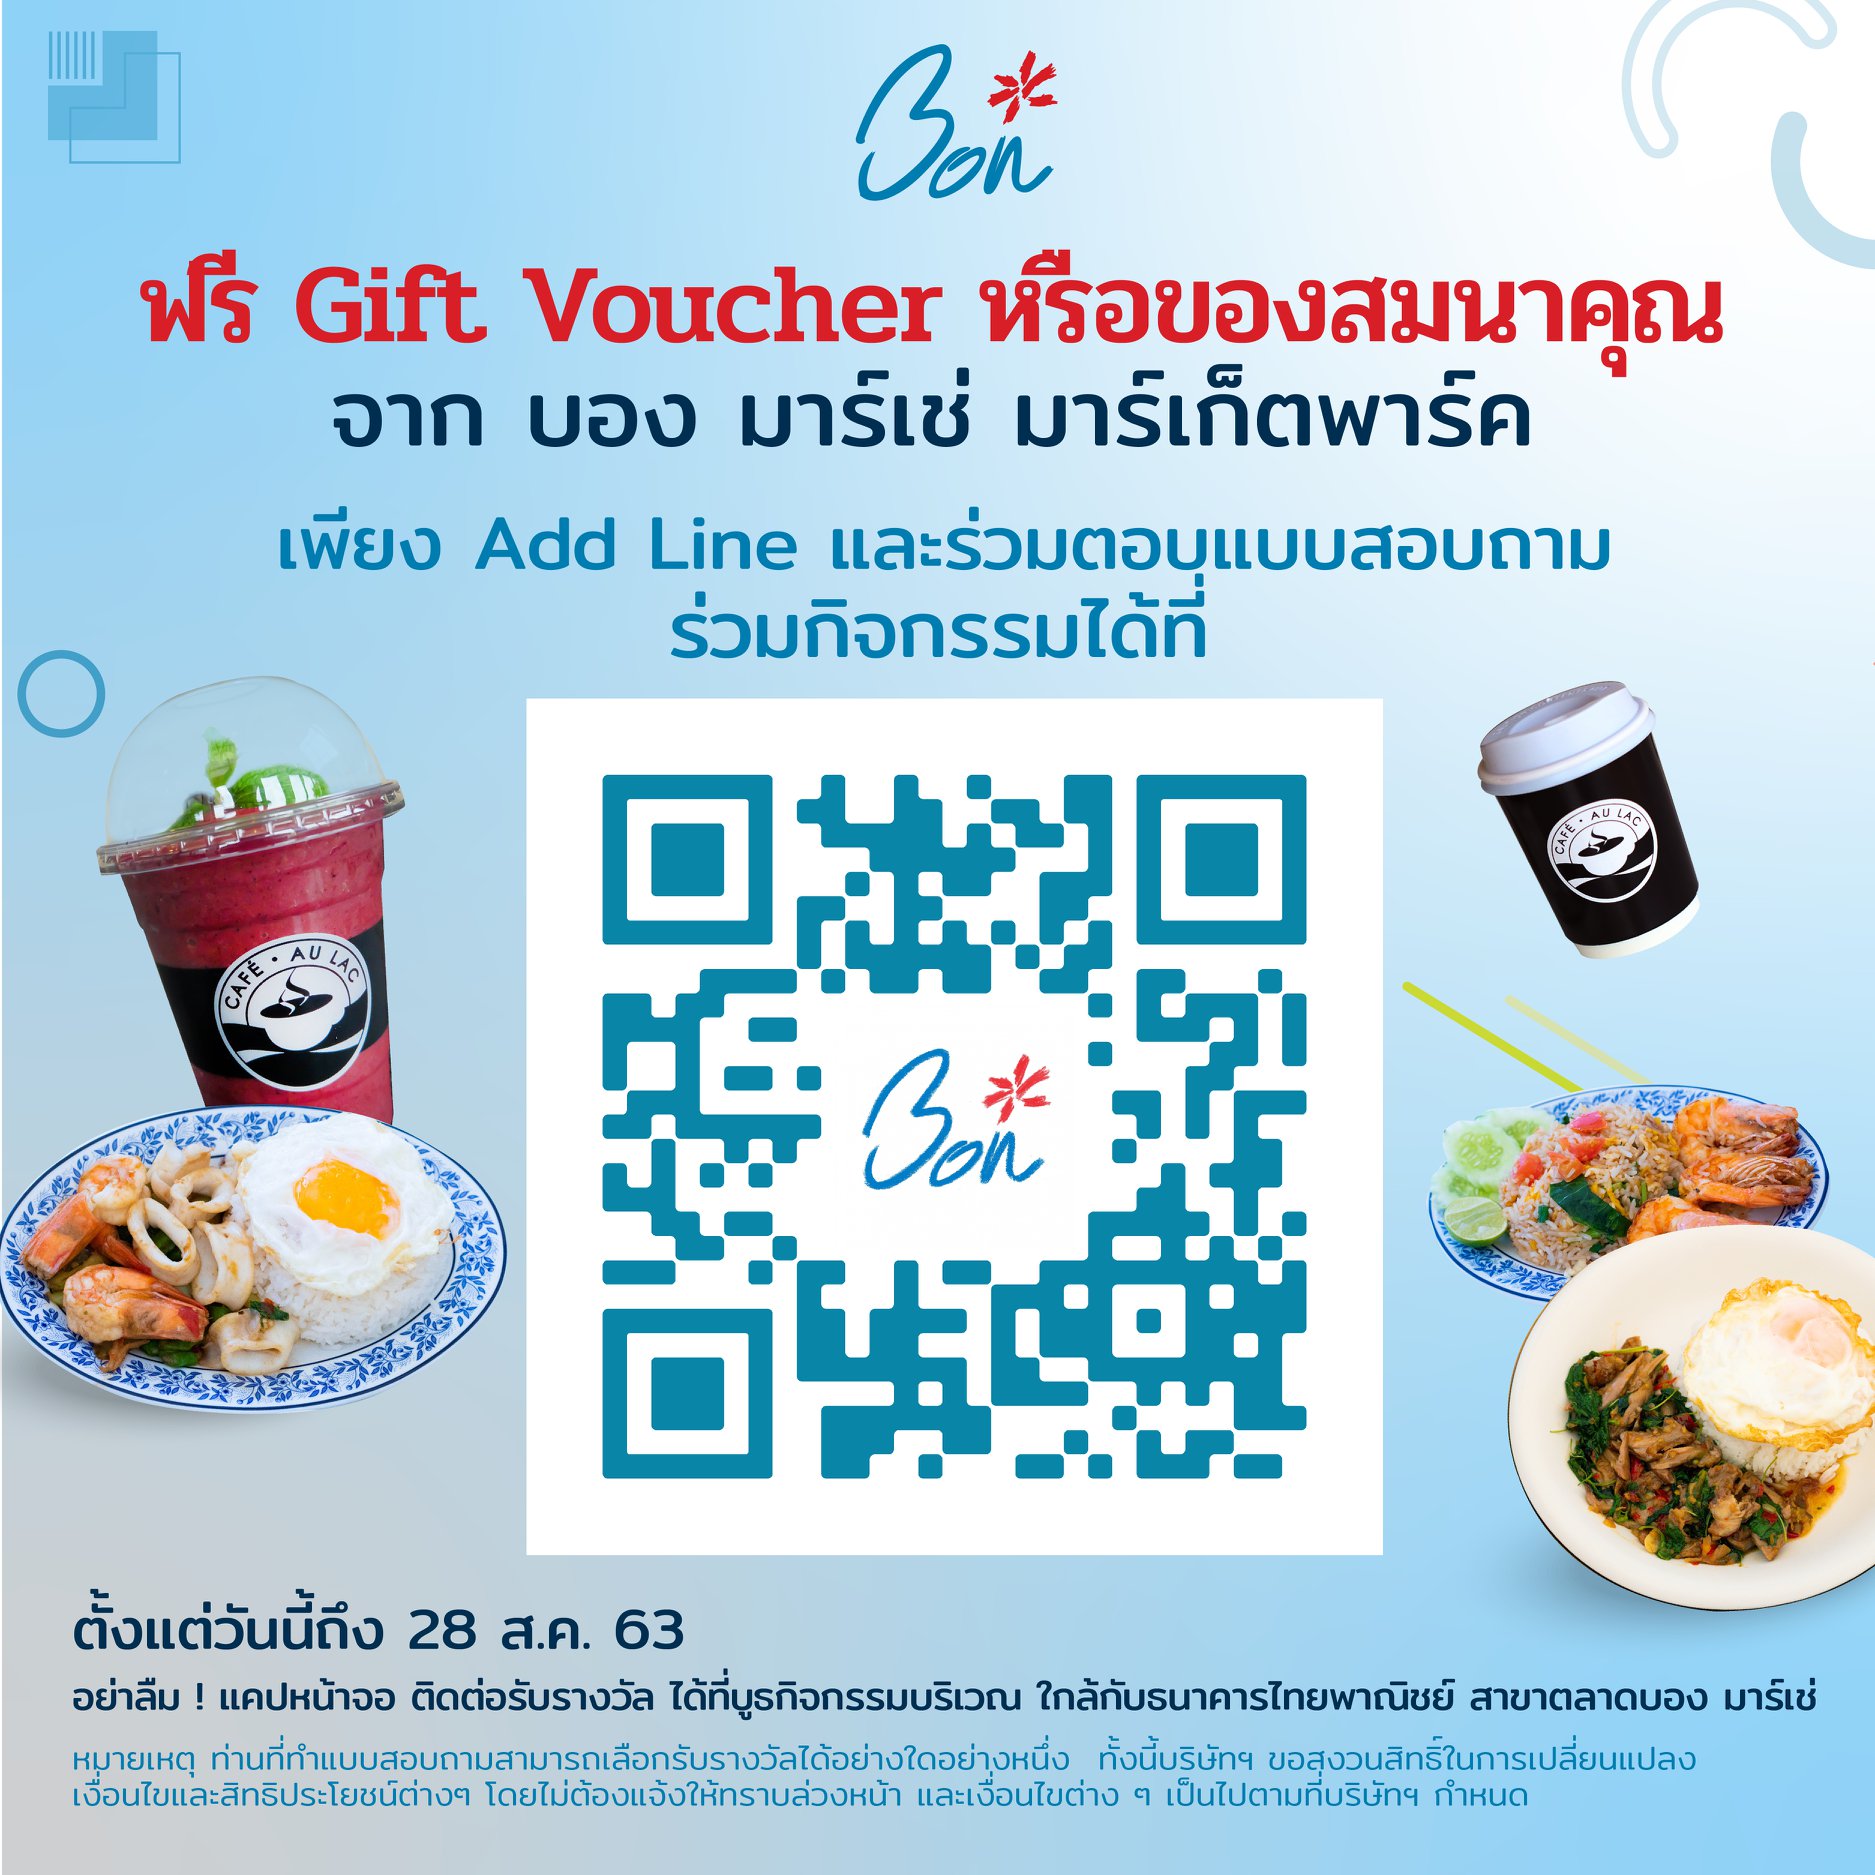 Bon
ฟรี Gift Voucher หรือของสมนาคุณ
จาก บอง มาร์เช่ มาร์เก็ตพาร์ค
เพียง Add Line และร่วมตอบแบบสอบถาม
ร่วมกิจกรรมได้ที่
CAFÉ • AU LAC
CAFÉ • AU LAC
Bon
ตั้งแต่วันนี้ถึง 28 ส.ค. 63
อย่าลืม ! แคปหน้าจอ ติดต่อรับรางวัล ได้ที่บูธกิจกรรมบริเวณ ใกล้กับธนาคารไทยพาณิชย์ สาขาตลาดบอง มาร์เช่
หมายเหตุ ท่านที่ทำแบบสอบถามสามารถเลือกรับรางวัลได้อย่างใดอย่างหนึ่ง ทั้งนี้บริษัทฯ ขอสงวนสิทธิ์ในการเปลี่ยนแปลง
เงื่อนไขและสิทธิประโยชน์ต่างๆ โดยไม่ต้องแจ้งให้ทราบล่วงหน้า และเงื่อนไขต่าง ๆ เป็นไปตามที่บริษัทฯ กำหนด